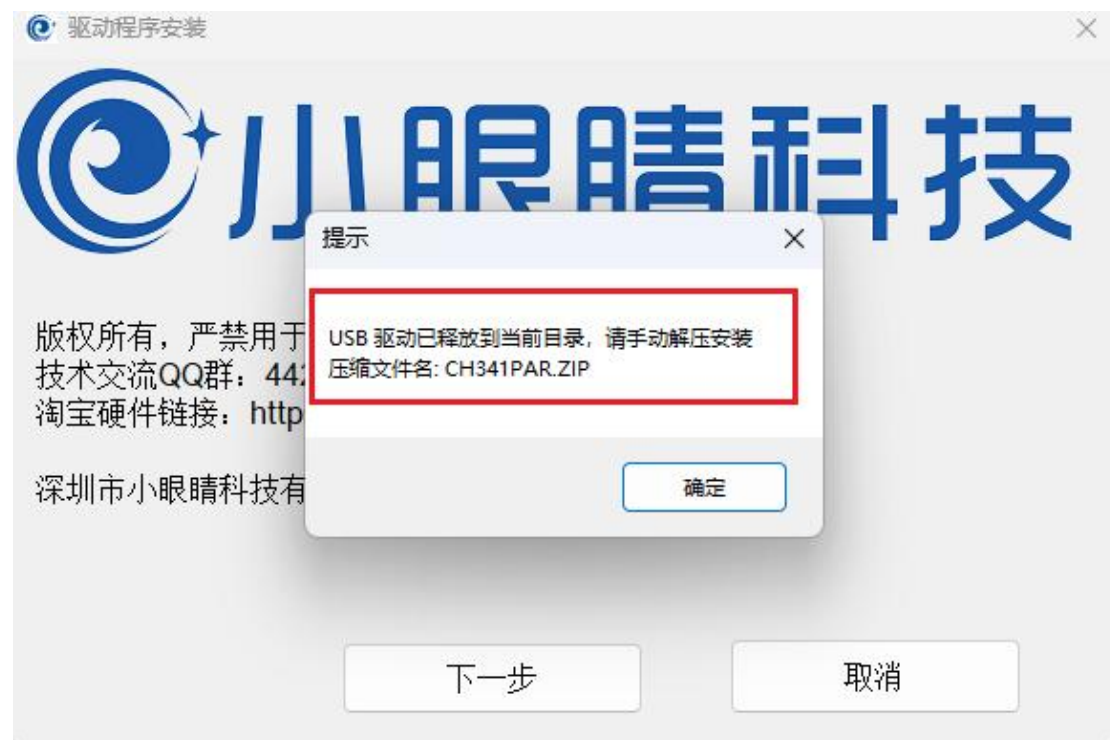 驱动程序安装
小眼睛科技
提示
USB 驱动已释放到当前目录，请手动解压安装
压缩文件名: CH341PAR.ZIP
确定
版权所有，严禁用于
技术交流QQ群：442
淘宝硬件链接：http
深圳市小眼睛科技有
下一步
取消